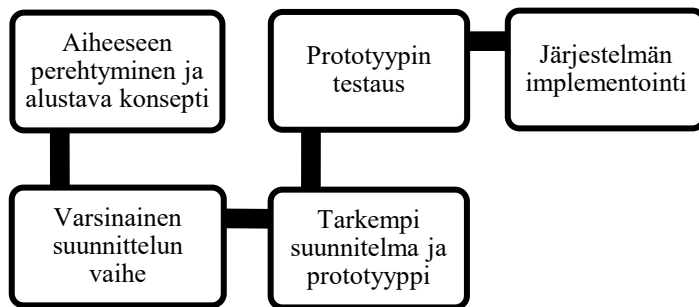 Aiheeseen
perehtyminen ja
alustava konsepti
Varsinainen
suunnittelun
vaihe
Tarkempi
suunnitelma ja
prototyyppi
Prototyypin
testaus
Järjestelmän
implementointi